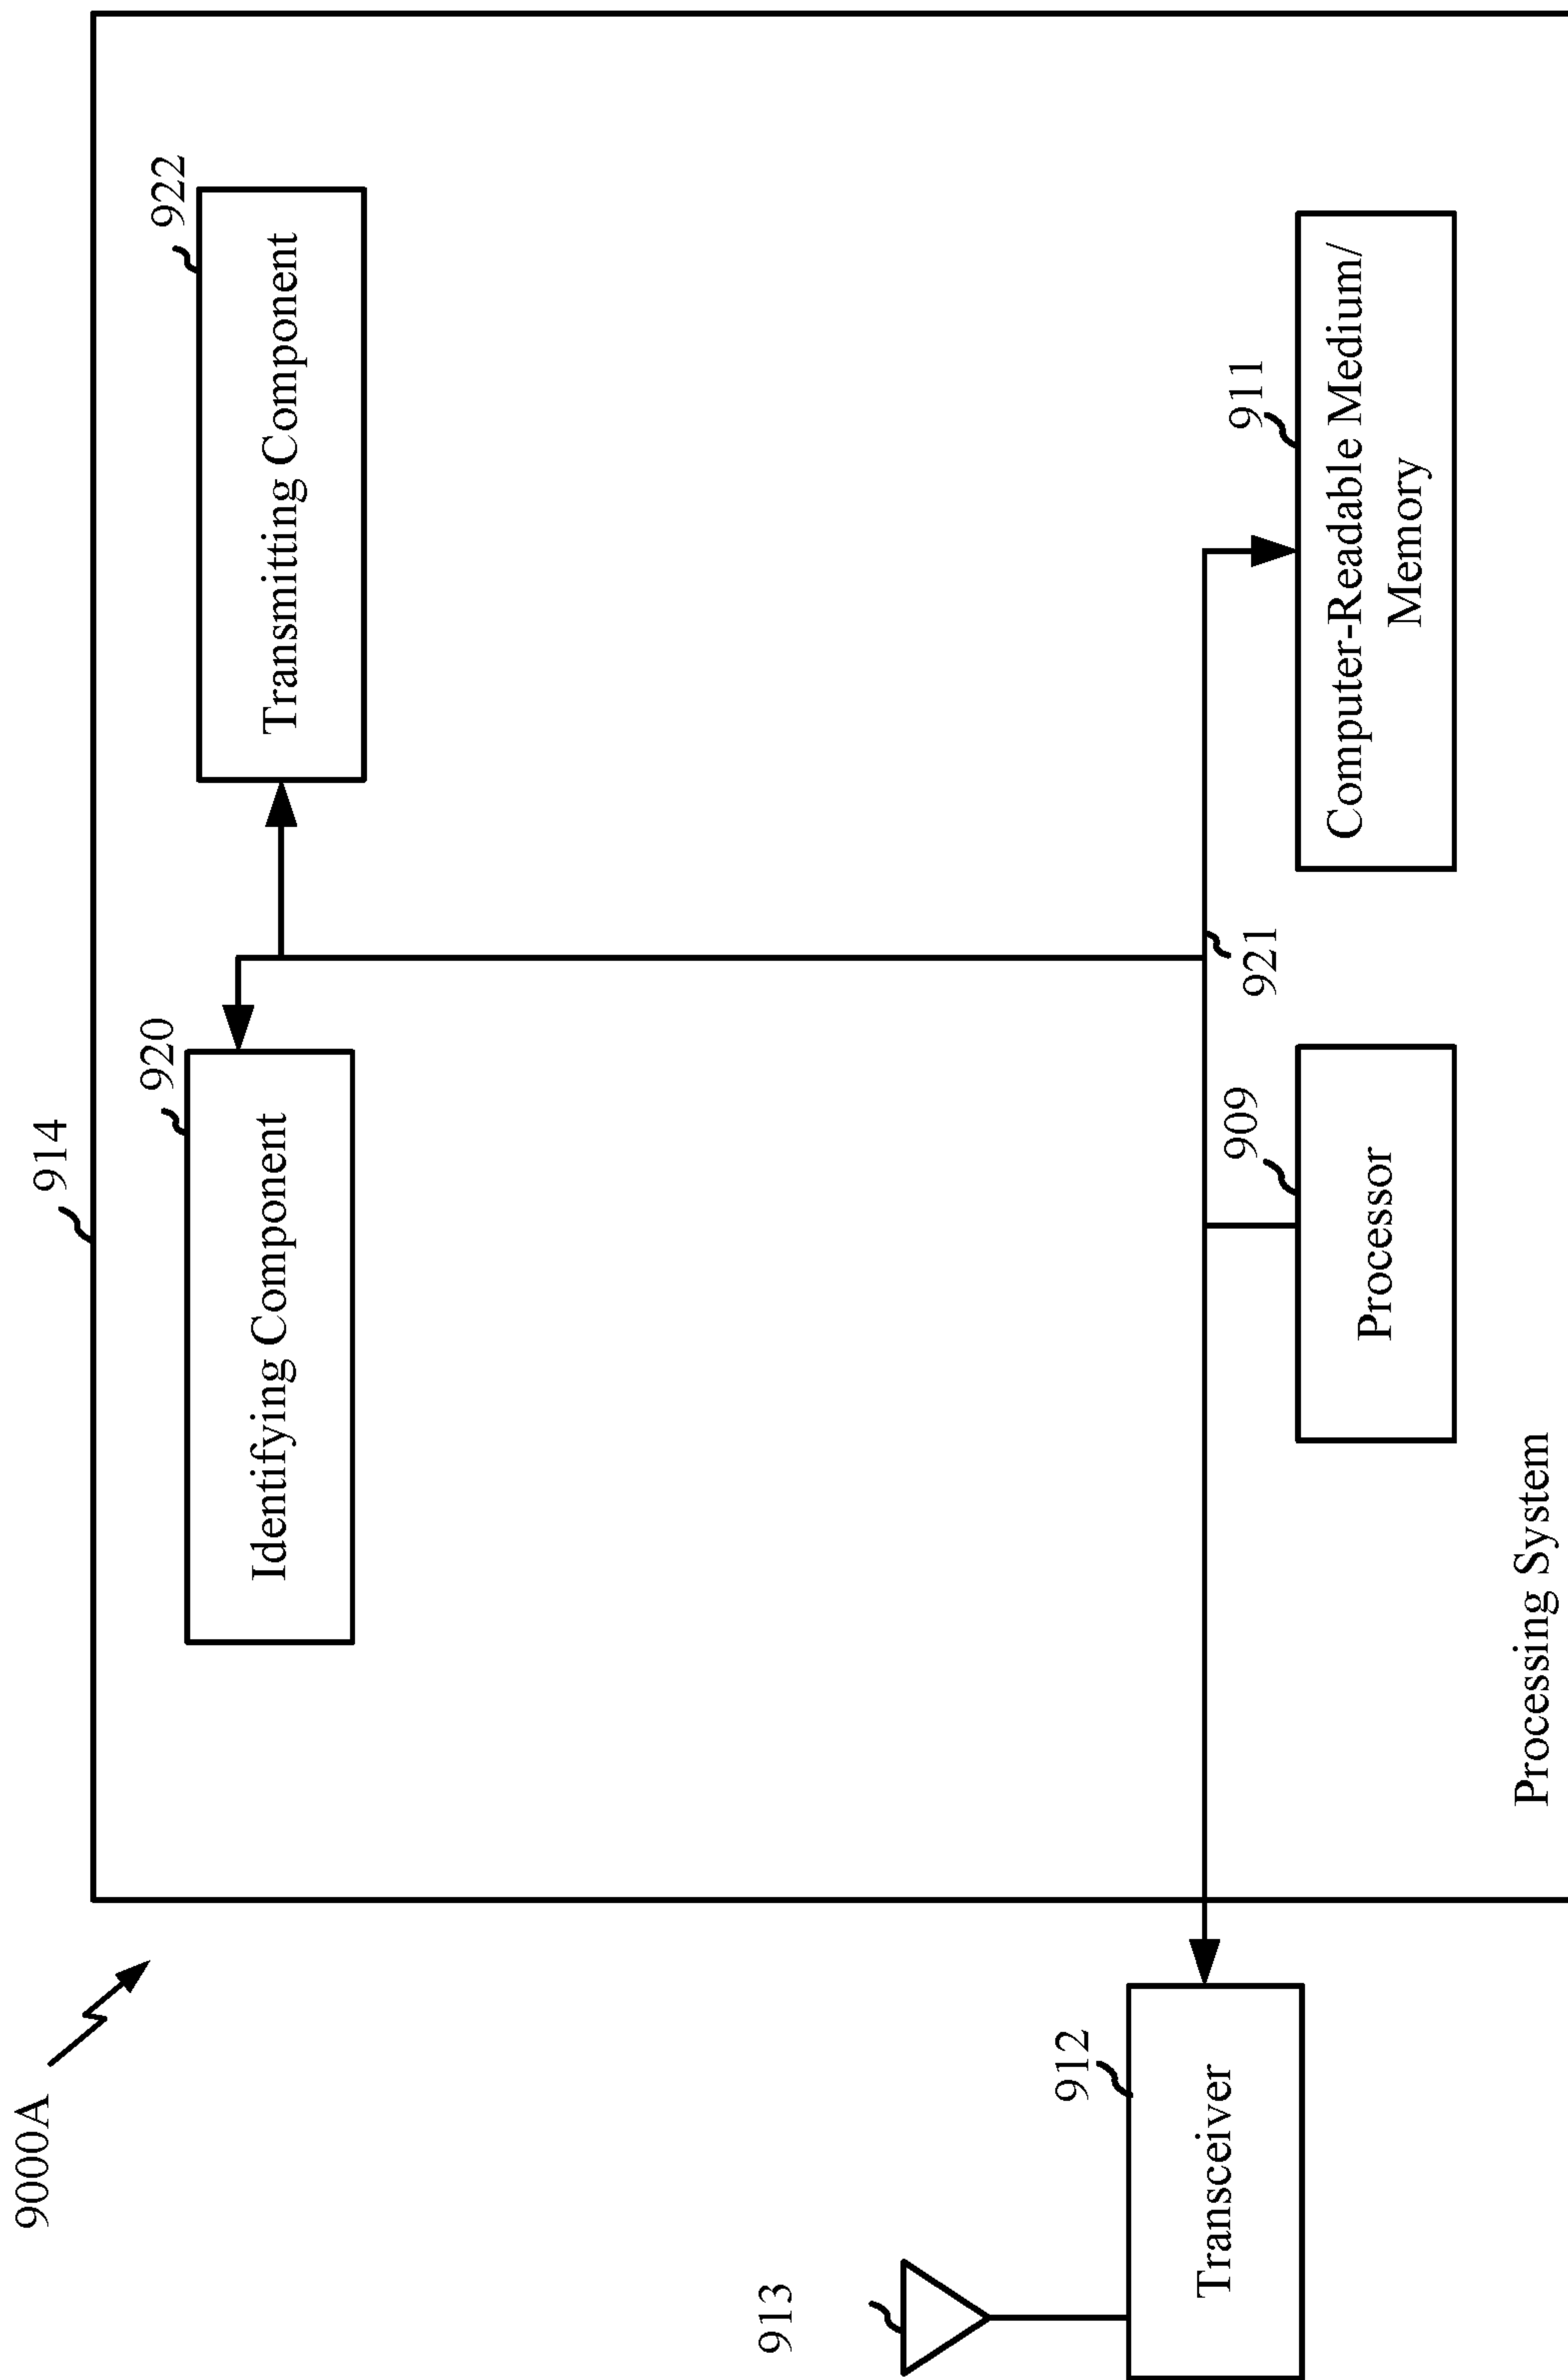 9000A
914
920
Identifying Component
922
Transmitting Component
913
912
Transceiver
921
909
Processor
911
Computer-Readable Medium/
Memory
Processing System